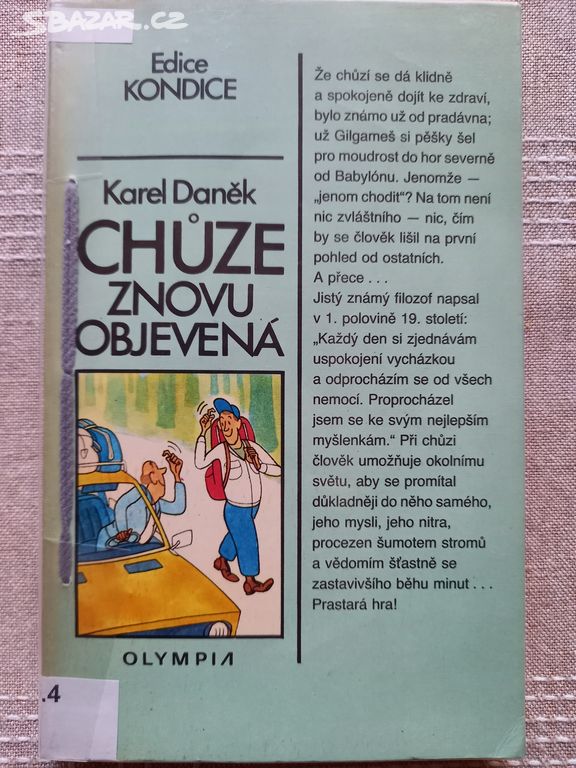 SBAZAR.CZ
Edice
KONDICE
Karel Daněk
CHŮZE
ZNOVU
OBJEVENÁ
OLYMPIA
.4
Že chůzí se dá klidně
a spokojeně dojít ke zdraví,
bylo známo už od pradávna;
už Gilgameš si pěšky šel
pro moudrost do hor severně
od Babylónu. Jenomže —
„jenom chodit“? Na tom není
nic zvláštního — nic, čím
by se člověk lišil na první
pohled od ostatních.
A přece . . .
Jistý známý filozof napsal
v 1. polovině 19. století:
„Každý den si zjednávám
uspokojení vycházkou
a odprocházím se od všech
nemocí. Proprocházel
jsem se ke svým nejlepším
myšlenkám.“ Při chůzi
člověk umožňuje okolnímu
světu, aby se promítal
důkladněji do něho samého,
jeho mysli, jeho nitra,
procezen šumotem stromů
a vědomím šťastně se
zastavivšího běhu minut . . .
Prastará hra!